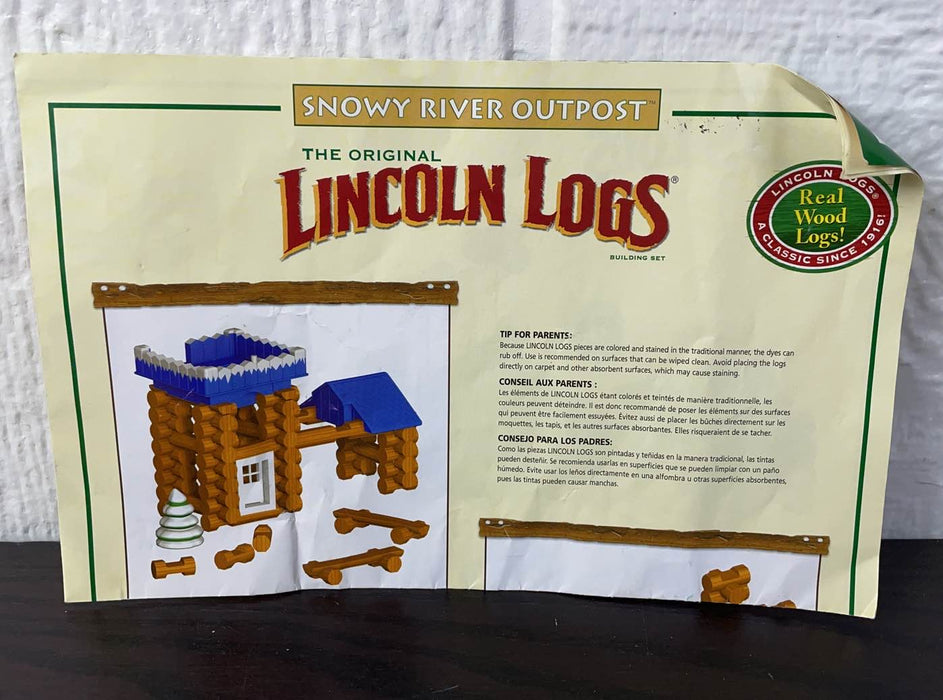 SNOWY RIVER OUTPOST™
THE ORIGINAL
LINCOLN LOGS®
BUILDING SET
LINCOLN LOGS®
Real
Wood
Logs!
A CLASSIC SINCE 1916!
TIP FOR PARENTS:
Because LINCOLN LOGS pieces are colored and stained in the traditional manner, the dyes can
rub off. Use is recommended on surfaces that can be wiped clean. Avoid placing the logs
directly on carpet and other absorbent surfaces, which may cause staining.
CONSEIL AUX PARENTS :
Les éléments de LINCOLN LOGS étant colorés et teintés de manière traditionnelle, les
couleurs peuvent déteindre. Il est donc recommandé de poser les éléments sur des surfaces
qui peuvent être facilement essuyées. Évitez aussi de placer les bûches directement sur les
moquettes, les tapis, et les autres surfaces absorbantes. Elles risqueraient de se tacher.
CONSEJO PARA LOS PADRES:
Como las piezas LINCOLN LOGS son pintadas y teñidas en la manera tradicional, las tintas
pueden desteñir. Se recomienda usarlas en superficies que se pueden limpiar con un paño
húmedo. Evite usar los leños directamente en una alfombra u otras superficies absorbentes,
pues las tintas pueden causar manchas.